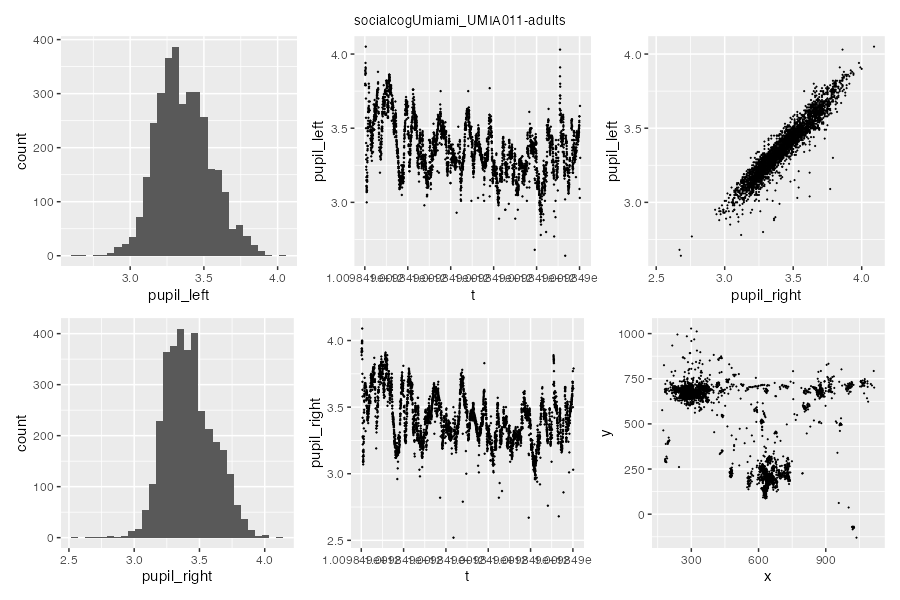 socialcogUmiami_UMIA011-adults
400
300
200
100
0
count
3.0 3.5 4.0
pupil_left
4.0
3.5
3.0
pupil_left
t
4.0
3.5
3.0
pupil_left
2.5 3.0 3.5 4.0
pupil_right
400
300
200
100
0
count
2.5 3.0 3.5 4.0
pupil_right
4.0
3.5
3.0
2.5
pupil_right
t
1000
750
500
250
0
y
300 600 900
x